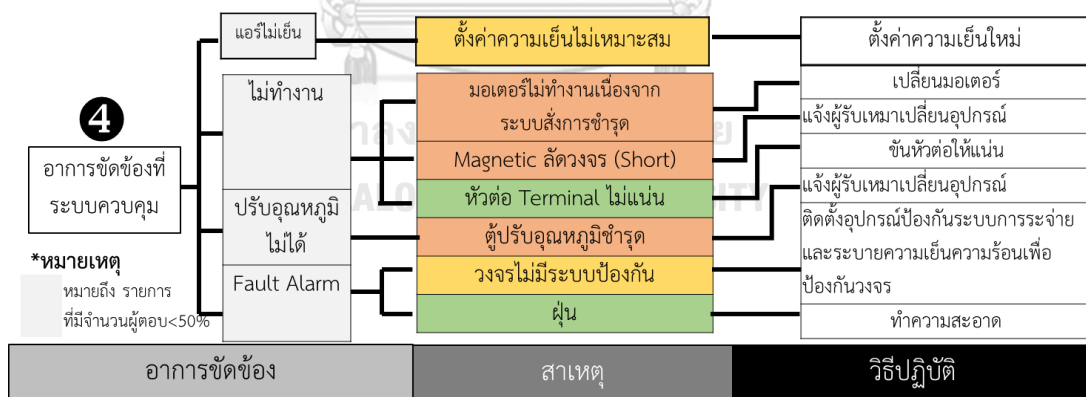 แอร์ไม่เย็น
ตั้งค่าความเย็นไม่เหมาะสม
ตั้งค่าความเย็นใหม่
4
อาการขัดข้องที่
ระบบควบคุม
ไม่ทำงาน
มอเตอร์ไม่ทำงานเนื่องจาก
ระบบสั่งการชำรุด
เปลี่ยนมอเตอร์
Magnetic ลัดวงจร (Short)
แจ้งผู้รับเหมาเปลี่ยนอุปกรณ์
หัวต่อ Terminal ไม่แน่น
ขันหัวต่อให้แน่น
ปรับอุณหภูมิ
ไม่ได้
ตู้ปรับอุณหภูมิชำรุด
แจ้งผู้รับเหมาเปลี่ยนอุปกรณ์
Fault Alarm
วงจรไม่มีระบบป้องกัน
ติดตั้งอุปกรณ์ป้องกันระบบการระจ่าย
และระบายความเย็นความร้อนเพื่อ
ป้องกันวงจร
ฝุ่น
ทำความสะอาด
*หมายเหตุ
หมายถึง รายการ
ที่มีจำนวนผู้ตอบ<50%
อาการขัดข้อง
สาเหตุ
วิธีปฏิบัติ